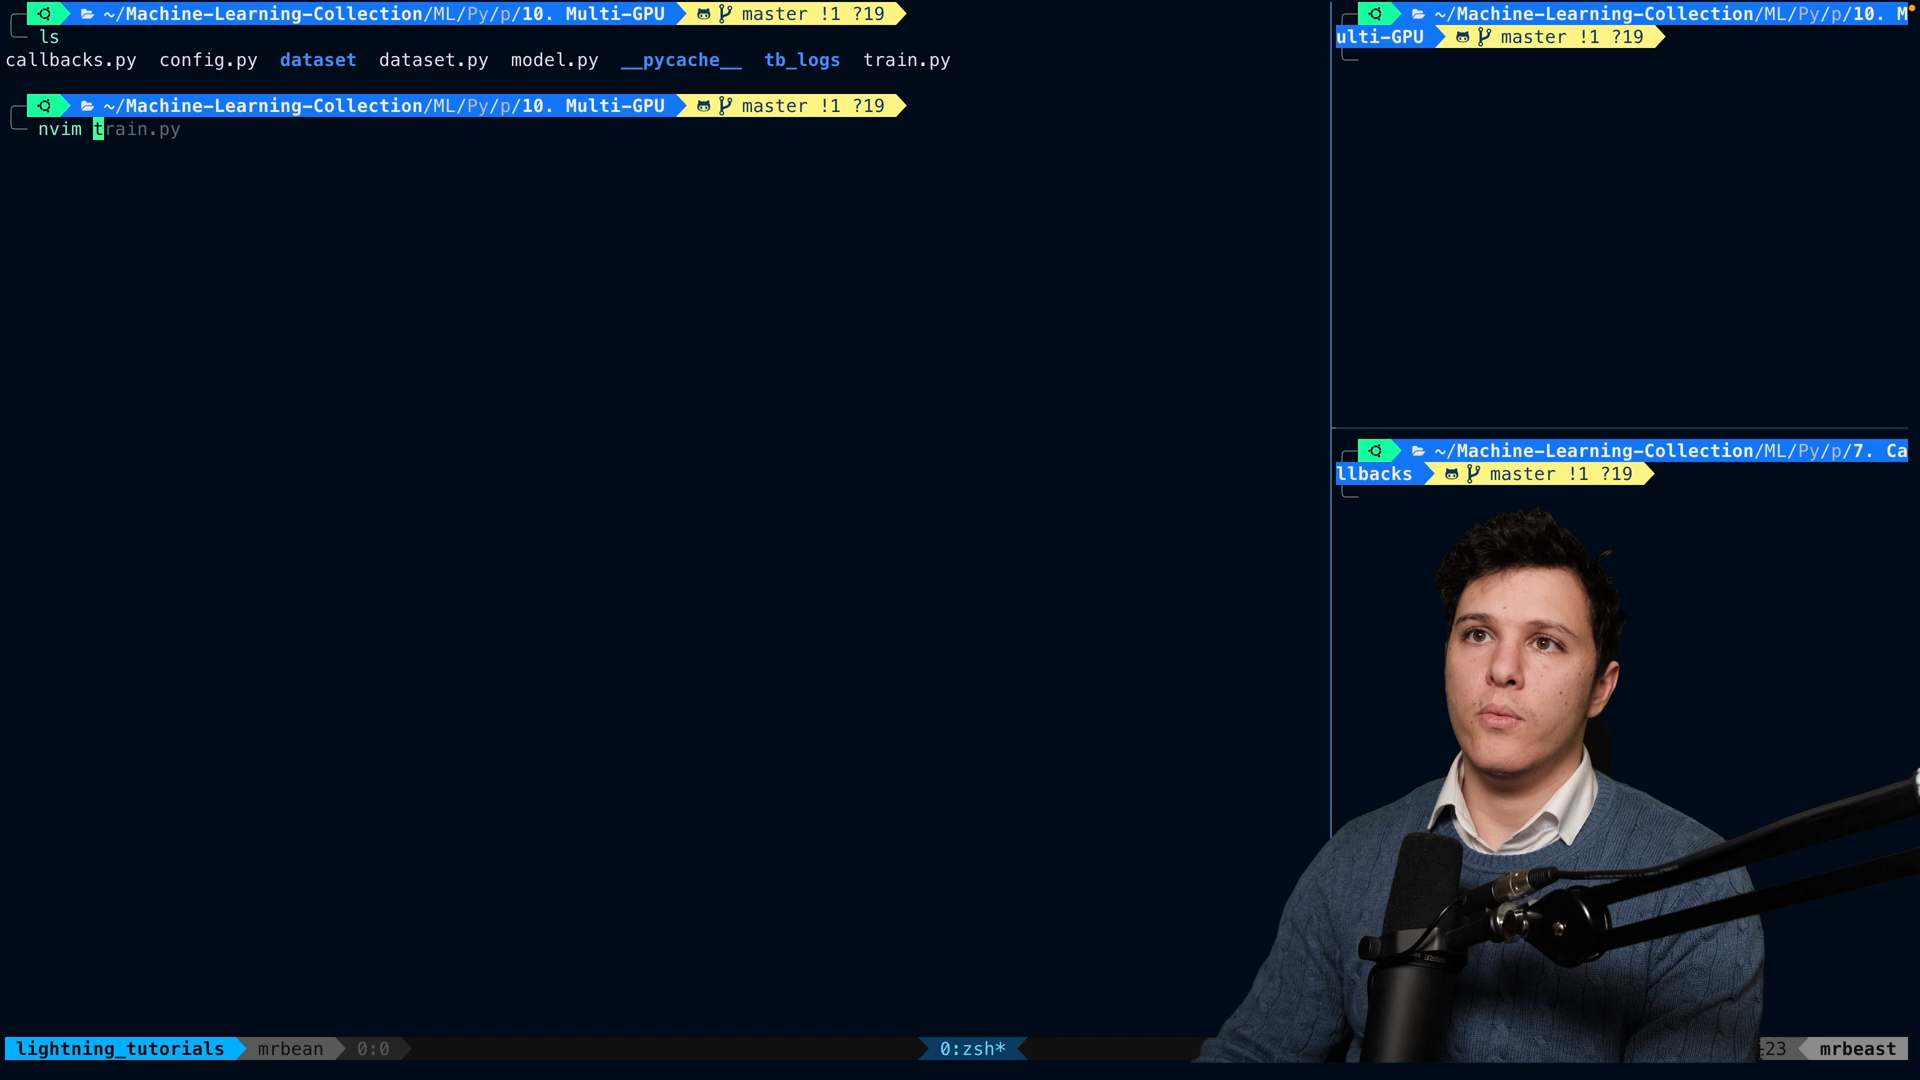 ~/Machine-Learning-Collection/ML/Py/p/10. Multi-GPU master !1 ?19
ls
callbacks.py config.py dataset dataset.py model.py __pycache__ tb_logs train.py
~/Machine-Learning-Collection/ML/Py/p/10. Multi-GPU master !1 ?19
nvim train.py
~/Machine-Learning-Collection/ML/Py/p/10. M
ulti-GPU master !1 ?19
~/Machine-Learning-Collection/ML/Py/p/7. Ca
llbacks master !1 ?19
lightning_tutorials mrbean 0:0 0:zsh* 23 mrbeast